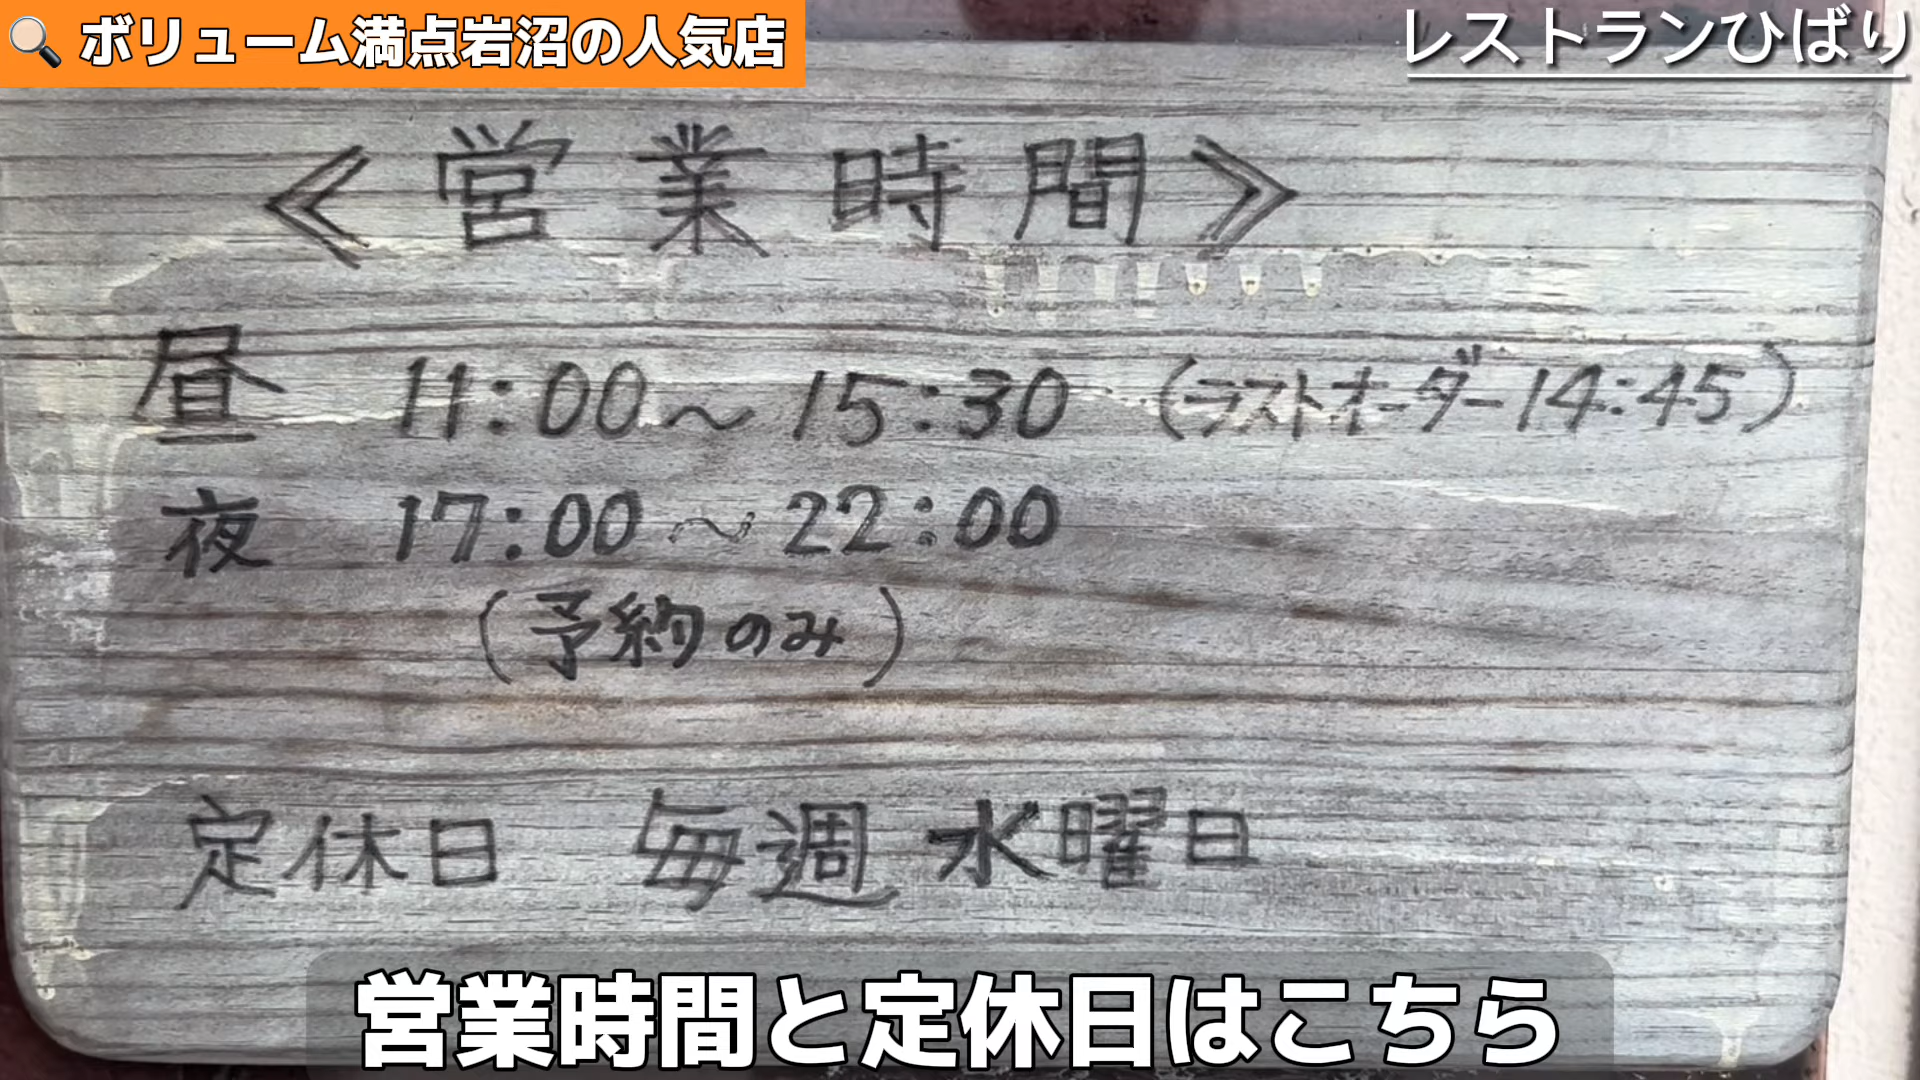 🔍 ボリューム満点岩沼の人気店
レストランひばり
≪営業時間≫
昼 11:00～15:30 (ラストオーダー14:45)
夜 17:00～22:00
(予約のみ)
定休日 毎週水曜日
営業時間と定休日はこちら